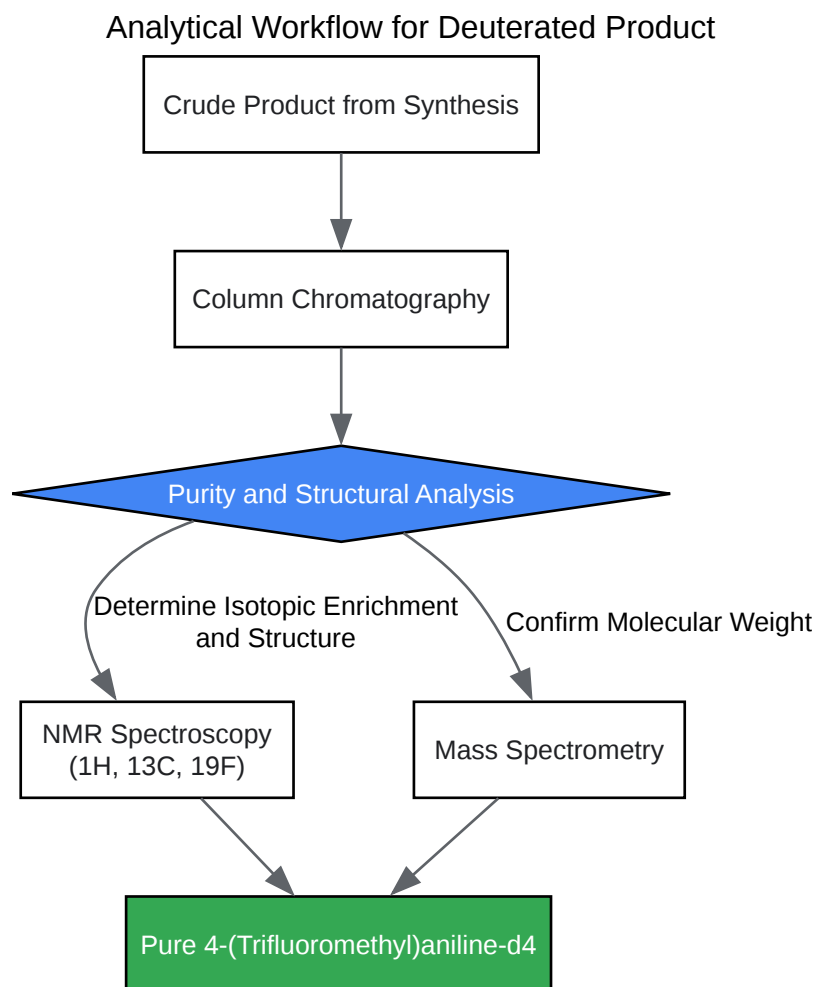 Analytical Workflow for Deuterated Product
Crude Product from Synthesis
Column Chromatography
Purity and Structural Analysis
Determine Isotopic Enrichment
and Structure
Confirm Molecular Weight
NMR Spectroscopy
(1H, 13C, 19F)
Mass Spectrometry
Pure 4-(Trifluoromethyl)aniline-d4